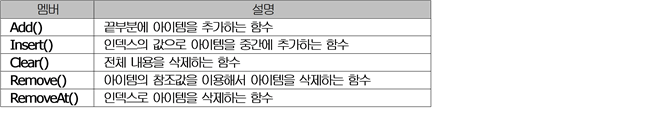 멤버 설명
Add() 끝부분에 아이템을 추가하는 함수
Insert() 인덱스의 값으로 아이템을 중간에 추가하는 함수
Clear() 전체 내용을 삭제하는 함수
Remove() 아이템의 참조값을 이용해서 아이템을 삭제하는 함수
RemoveAt() 인덱스로 아이템을 삭제하는 함수